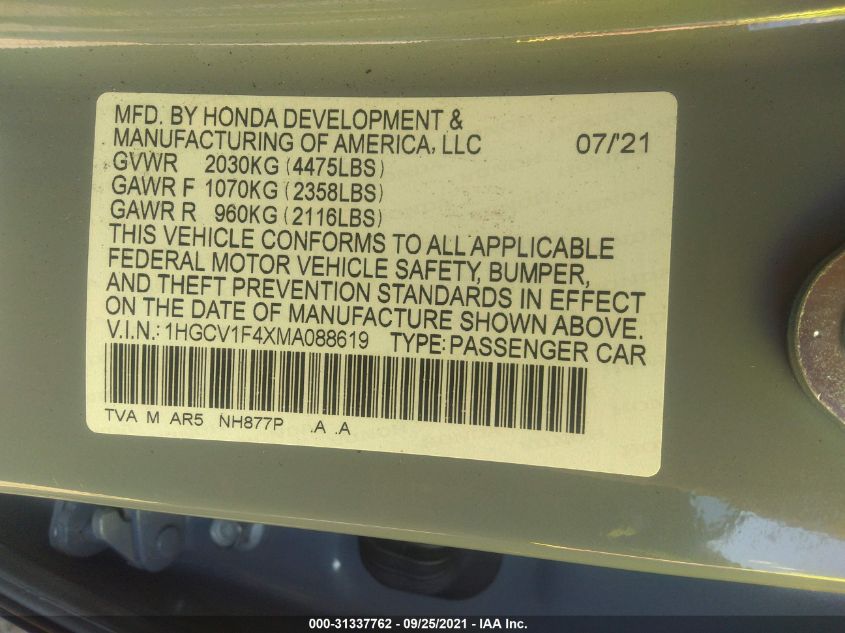 MFD. BY HONDA DEVELOPMENT &
MANUFACTURING OF AMERICA, LLC 07/'21
GVWR 2030KG (4475LBS)
GAWR F 1070KG (2358LBS)
GAWR R 960KG (2116LBS)
THIS VEHICLE CONFORMS TO ALL APPLICABLE
FEDERAL MOTOR VEHICLE SAFETY, BUMPER,
AND THEFT PREVENTION STANDARDS IN EFFECT
ON THE DATE OF MANUFACTURE SHOWN ABOVE.
V.I.N.: 1HGCV1F4XMA088619 TYPE: PASSENGER CAR
TVA M AR5 NH877P .A .A
000-31337762 - 09/25/2021 - IAA Inc.